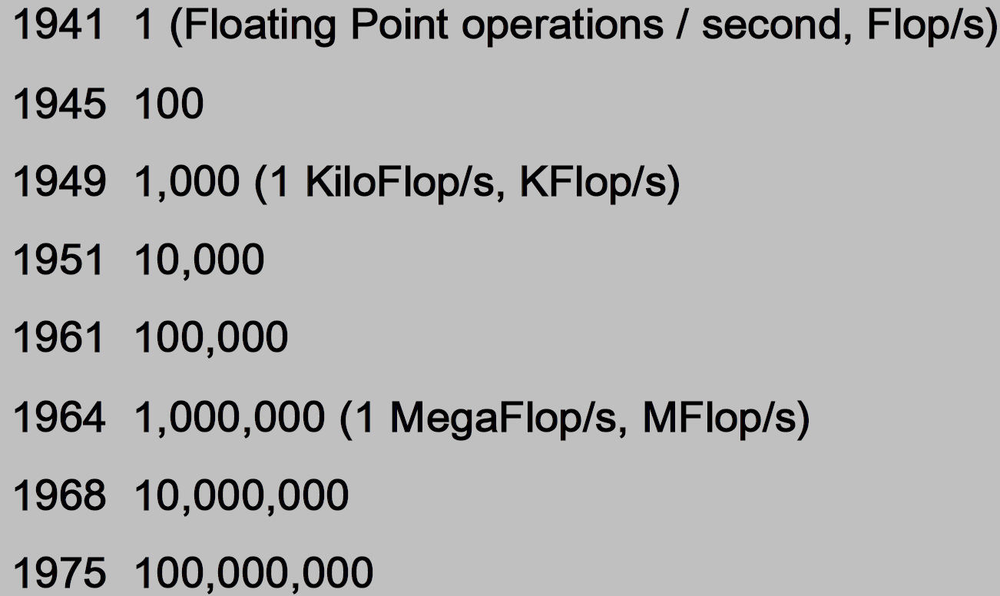 1941 1 (Floating Point operations / second, Flop/s)
1945 100
1949 1,000 (1 KiloFlop/s, KFlop/s)
1951 10,000
1961 100,000
1964 1,000,000 (1 MegaFlop/s, MFlop/s)
1968 10,000,000
1975 100,000,000